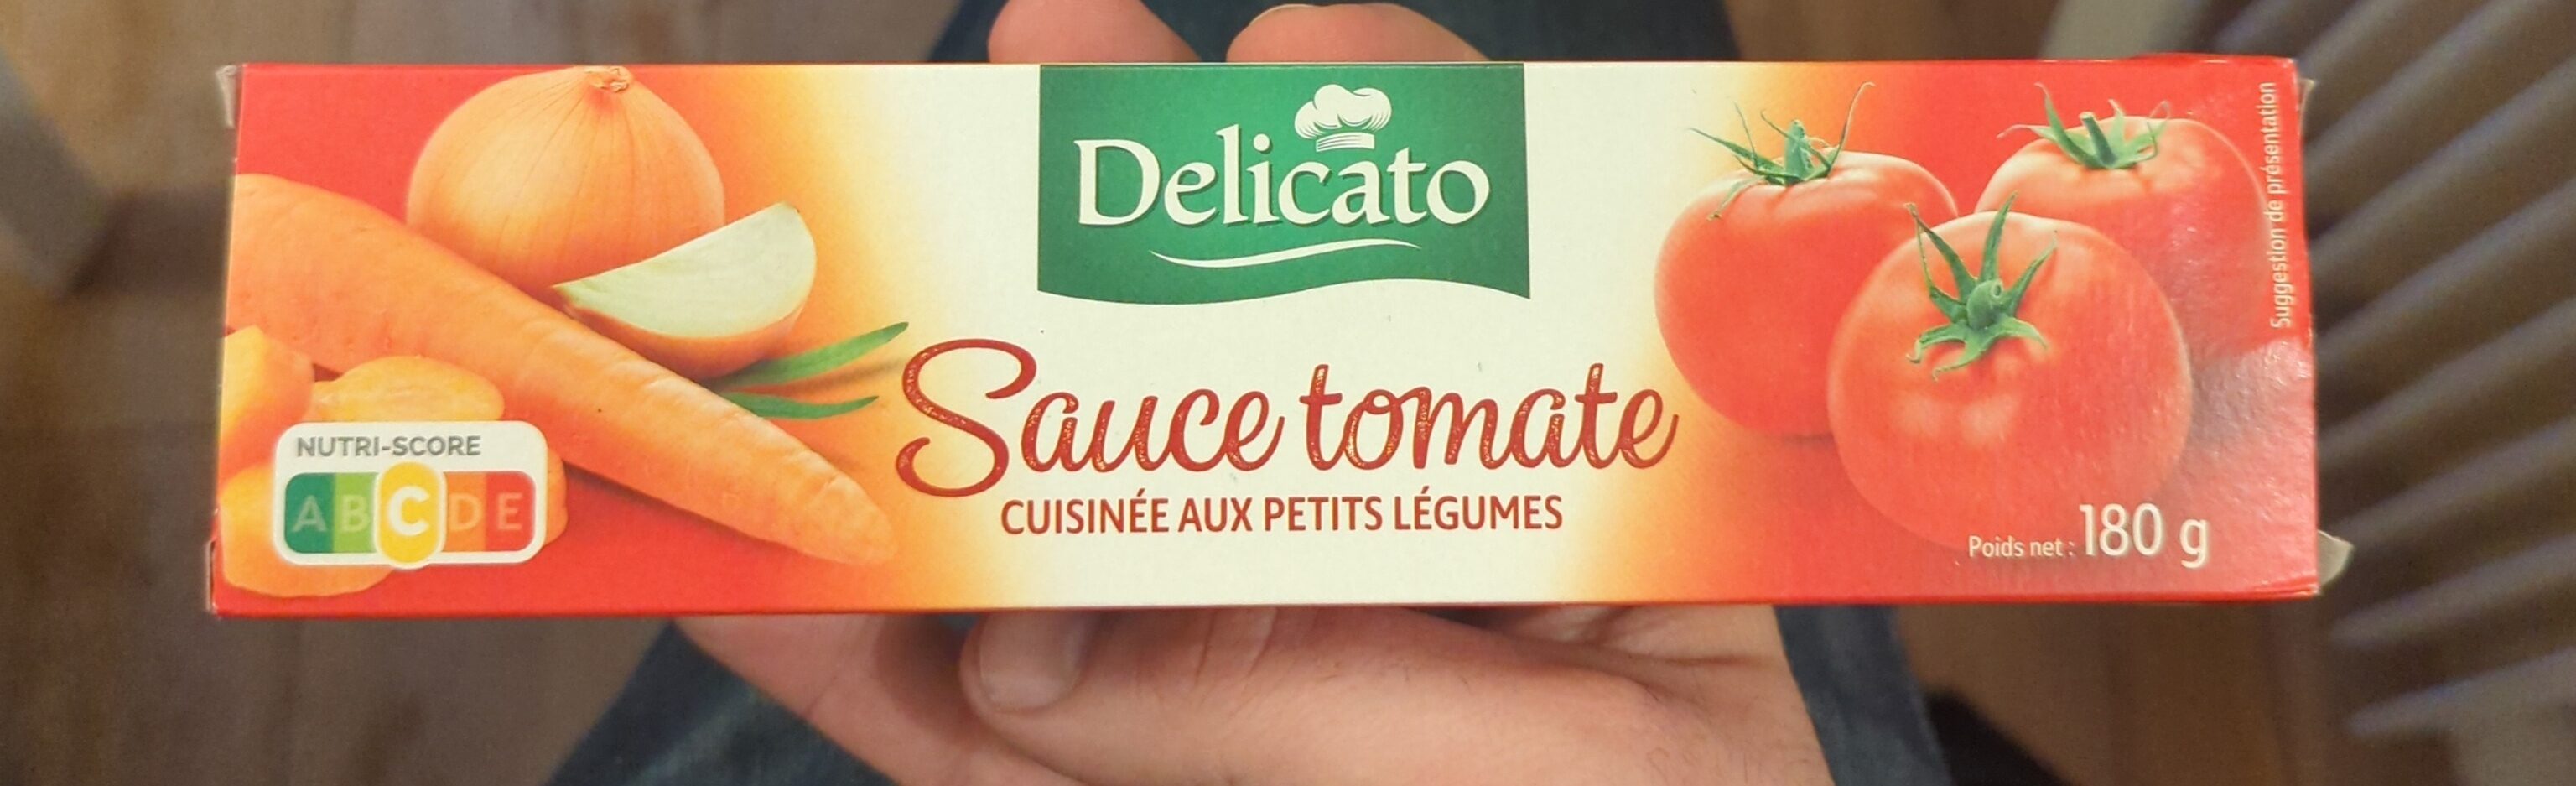 Delicato
Sauce tomate
CUISINÉE AUX PETITS LÉGUMES
NUTRI-SCORE
A B C D E
Poids net : 180 g
Suggestion de présentation